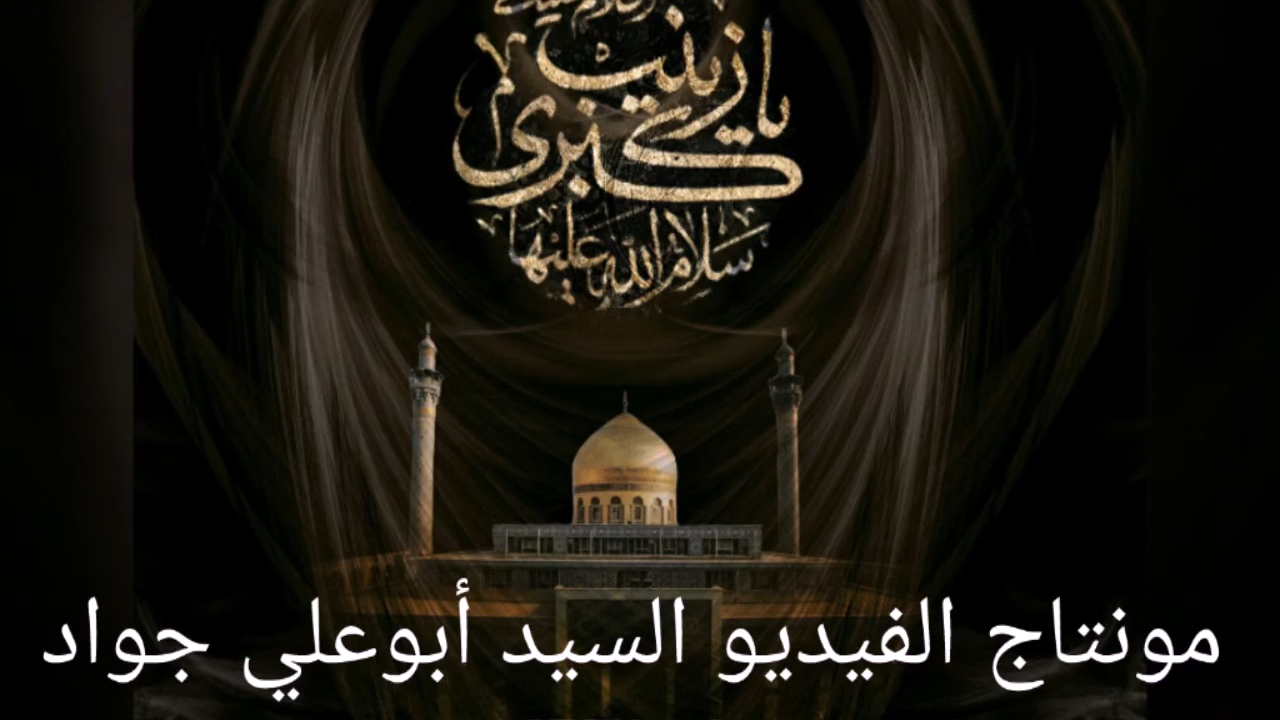 يا زينب
كبرى
سلام الله عليها
مونتاج الفيديو السيد أبوعلي جواد